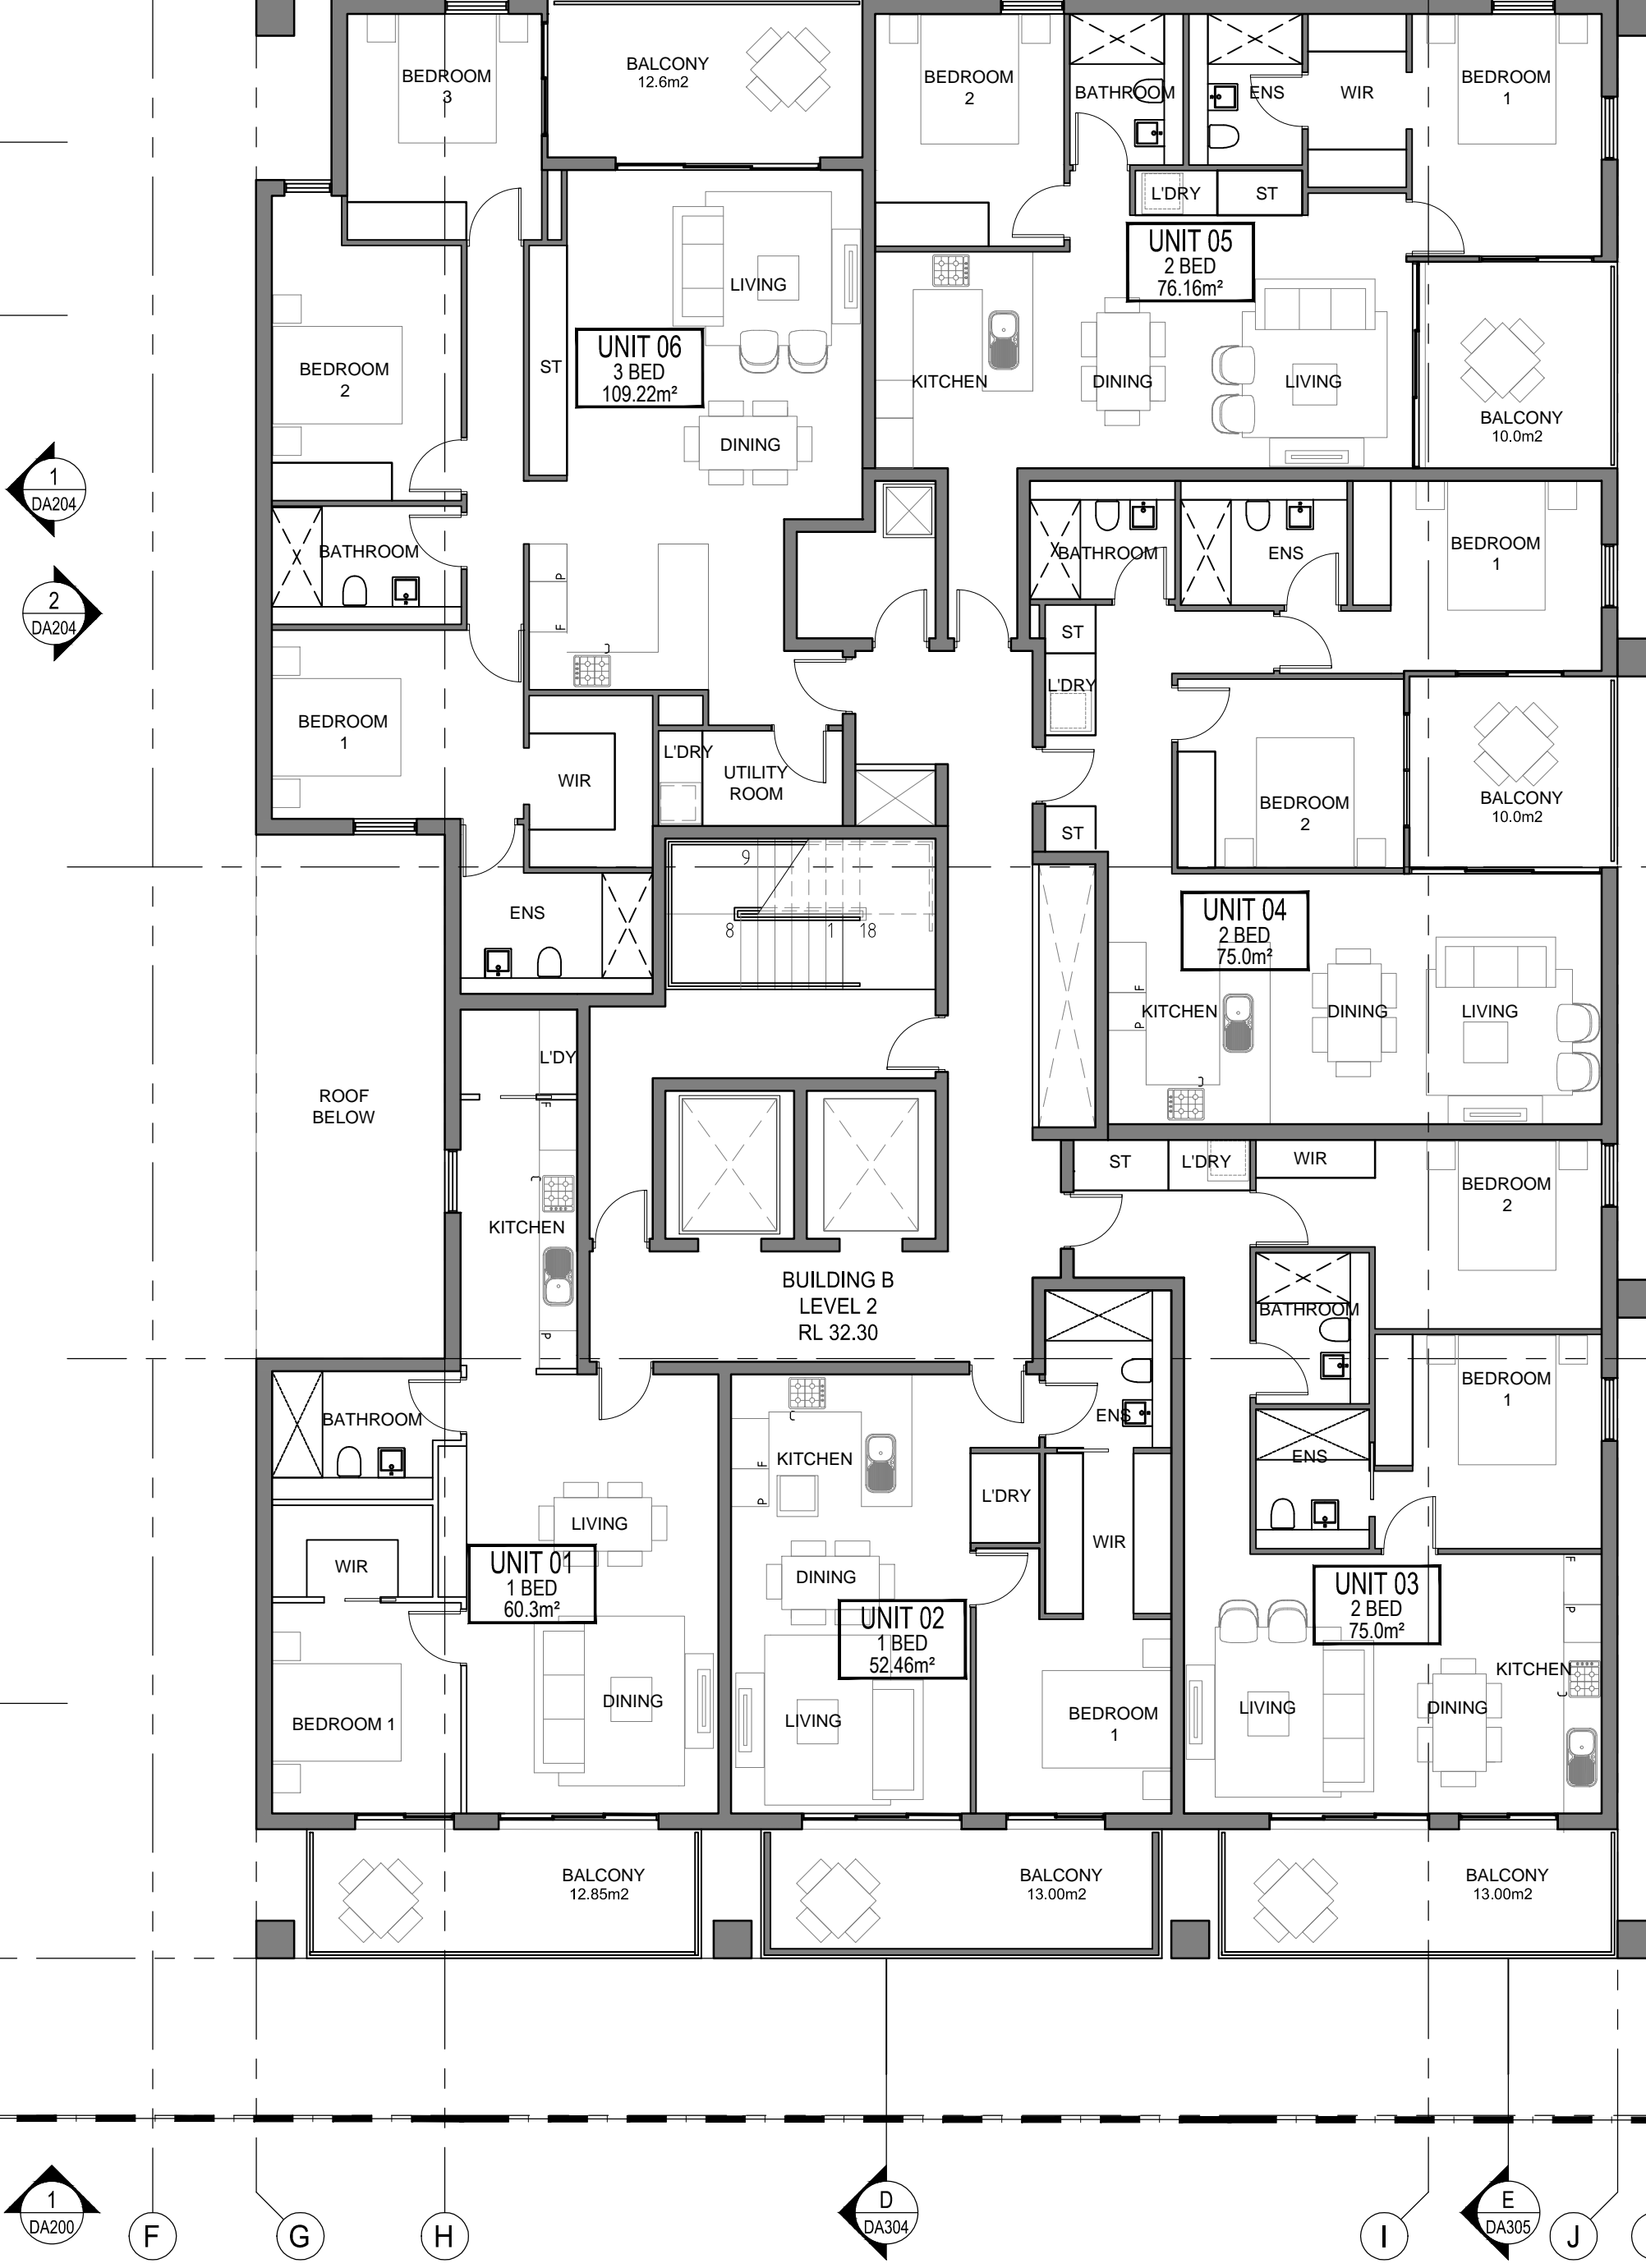 BEDROOM
3
BALCONY
12.6m2
BEDROOM
2
BATHROOM
ENS
WIR
BEDROOM
1
L'DRY
ST
UNIT 05
2 BED
76.16m²
LIVING
UNIT 06
3 BED
109.22m²
ST
BEDROOM
2
KITCHEN
DINING
LIVING
BALCONY
10.0m2
DINING
1
DA204
BATHROOM
P
F
BATHROOM
ENS
BEDROOM
1
2
DA204
ST
L'DRY
BEDROOM
1
WIR
L'DRY
UTILITY
ROOM
BEDROOM
2
BALCONY
10.0m2
ST
9
8
1
18
ENS
UNIT 04
2 BED
75.0m²
F
P
KITCHEN
DINING
LIVING
L'DY
F
ROOF
BELOW
KITCHEN
P
ST
L'DRY
WIR
BEDROOM
2
BUILDING B
LEVEL 2
RL 32.30
BATHROOM
BEDROOM
1
BATHROOM
KITCHEN
F
P
ENS
ENS
L'DRY
WIR
LIVING
WIR
UNIT 01
1 BED
60.3m²
DINING
UNIT 02
1 BED
52.46m²
F
P
UNIT 03
2 BED
75.0m²
KITCHEN
BEDROOM 1
DINING
LIVING
BEDROOM
1
LIVING
DINING
BALCONY
12.85m2
BALCONY
13.00m2
BALCONY
13.00m2
1
DA200
F
G
H
D
DA304
I
E
DA305
J